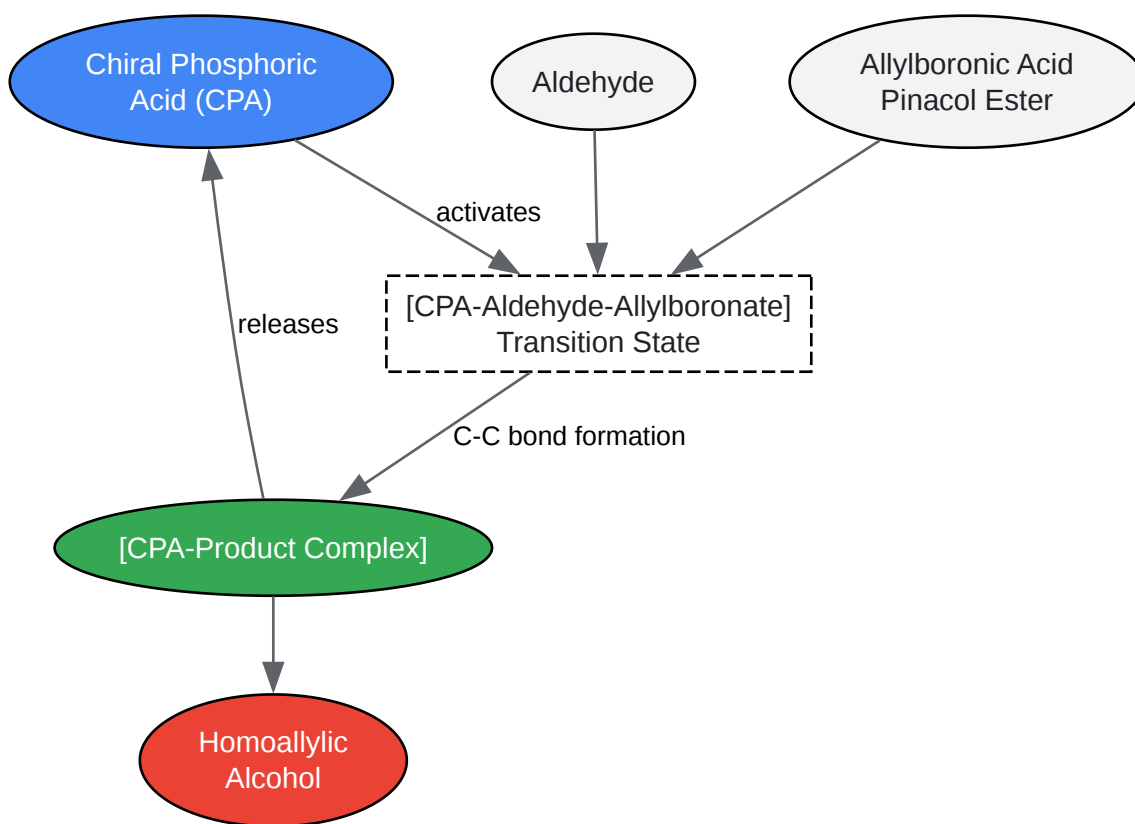 Chiral Phosphoric
Acid (CPA)
Aldehyde
Allylboronic Acid
Pinacol Ester
activates
[CPA-Aldehyde-Allylboronate]
Transition State
releases
C-C bond formation
[CPA-Product Complex]
Homoallylic
Alcohol